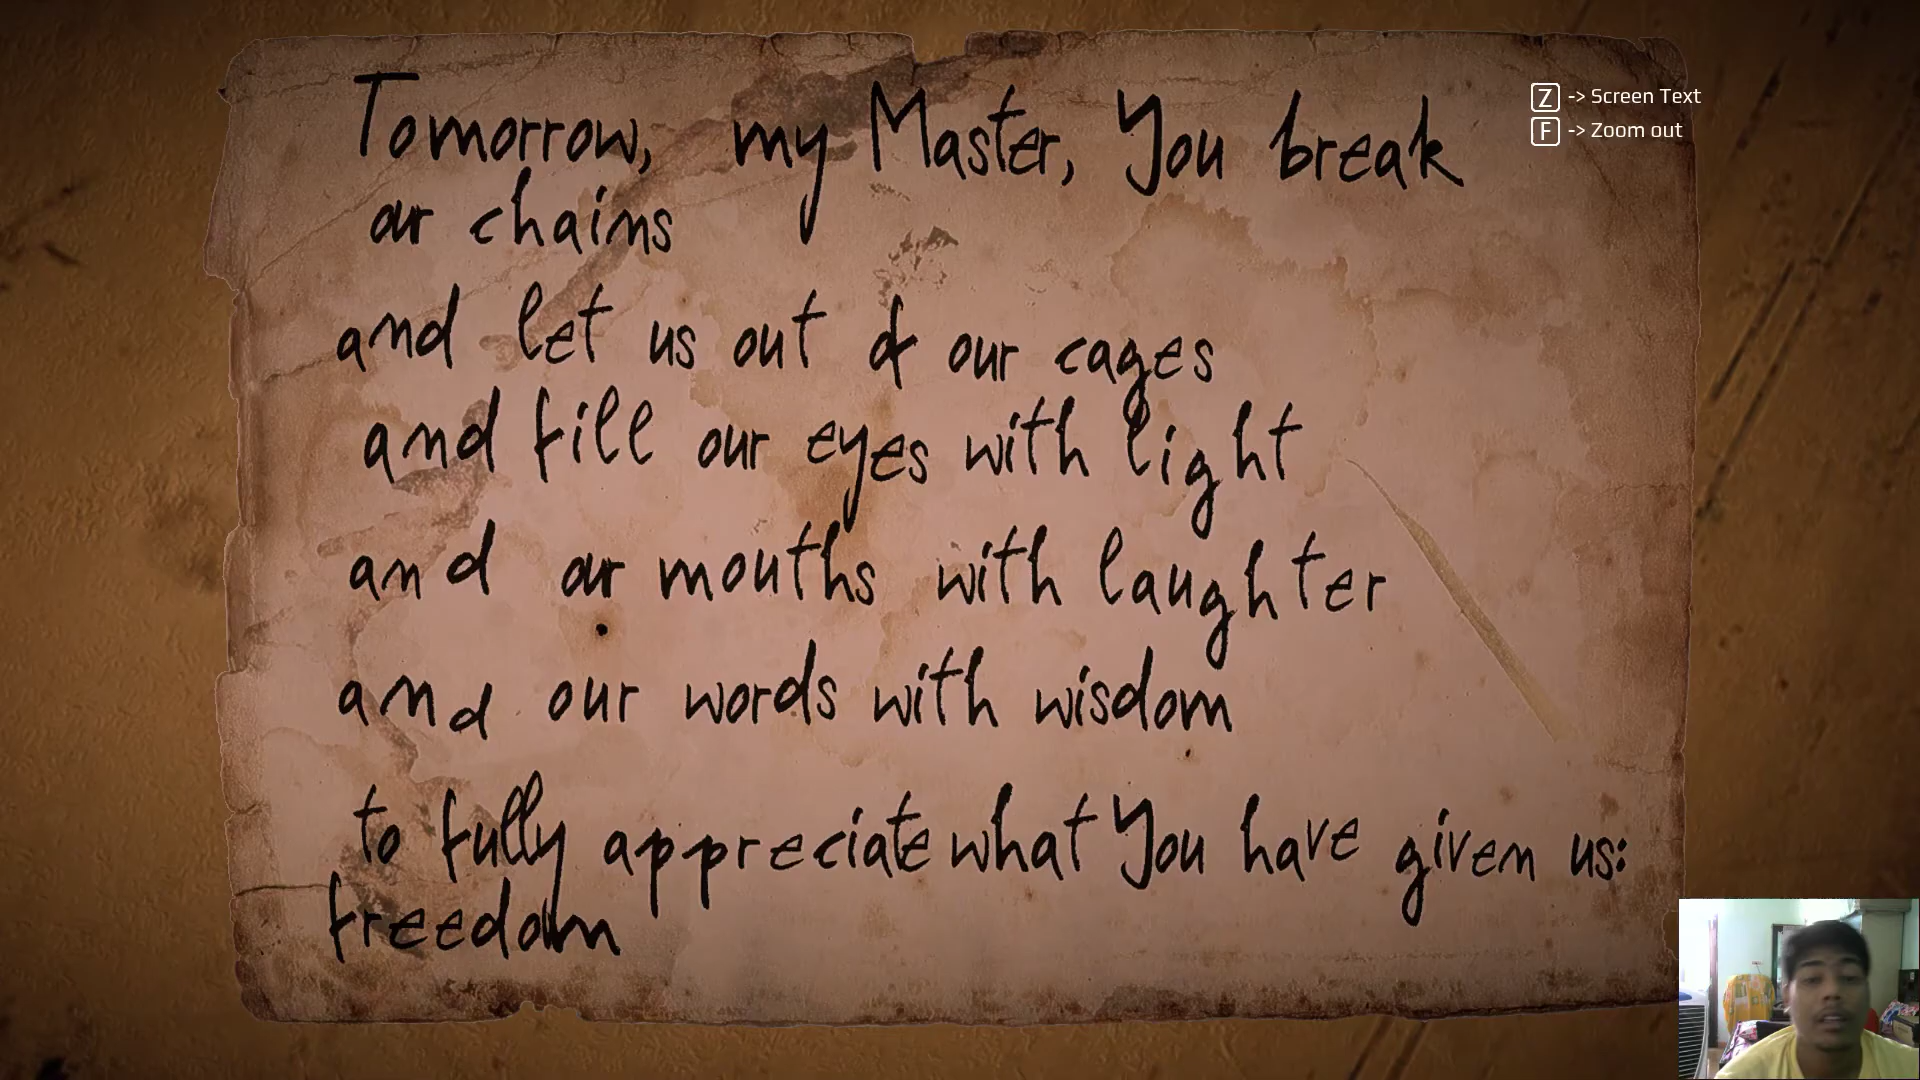 Tomorrow, my Master, You break
our chains
and let us out of our cages
and fill our eyes with light
and our mouths with laughter
and our words with wisdom
to fully appreciate what You have given us:
freedom
Z -> Screen Text
F -> Zoom out